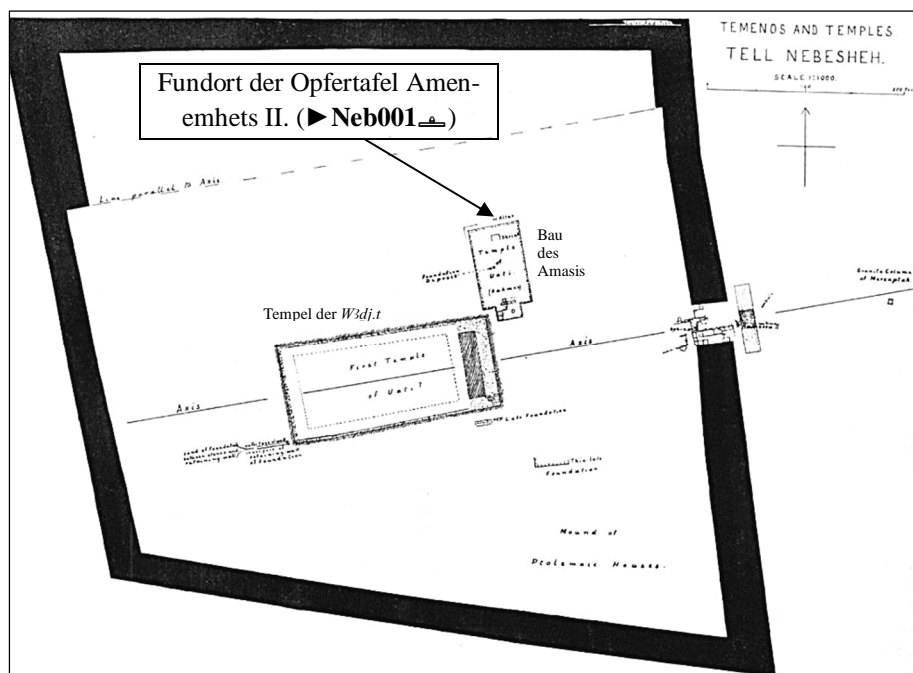 TEMENOS AND TEMPLES
TELL NEBESHEH.
SCALE 1:1000.
Fundort der Opfertafel Amen-
emhets II. (►Neb001)
Line parallel to Axis
Altar
Shrine
Temple
of
Uati.
(Aahmes)
Foundation
Deposit
Bau
des
Amasis
Granite Column
of Merenptah
Tempel der W3dj.t
First Temple
of Uati?
Axis
Axis
Late Foundation
Thin late
Foundation
Mound of
Ptolemaic Houses.